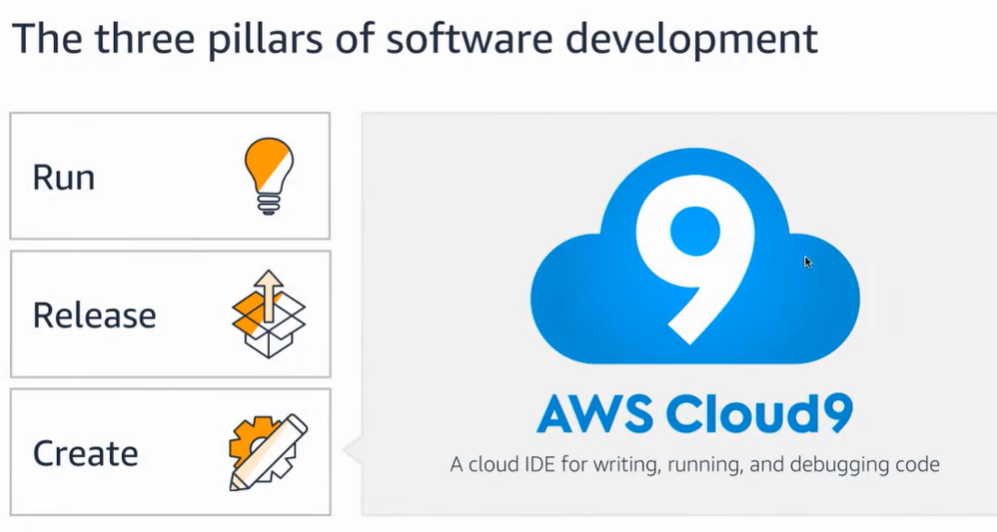 The three pillars of software development
Run
Release
Create
9
AWS Cloud9
A cloud IDE for writing, running, and debugging code